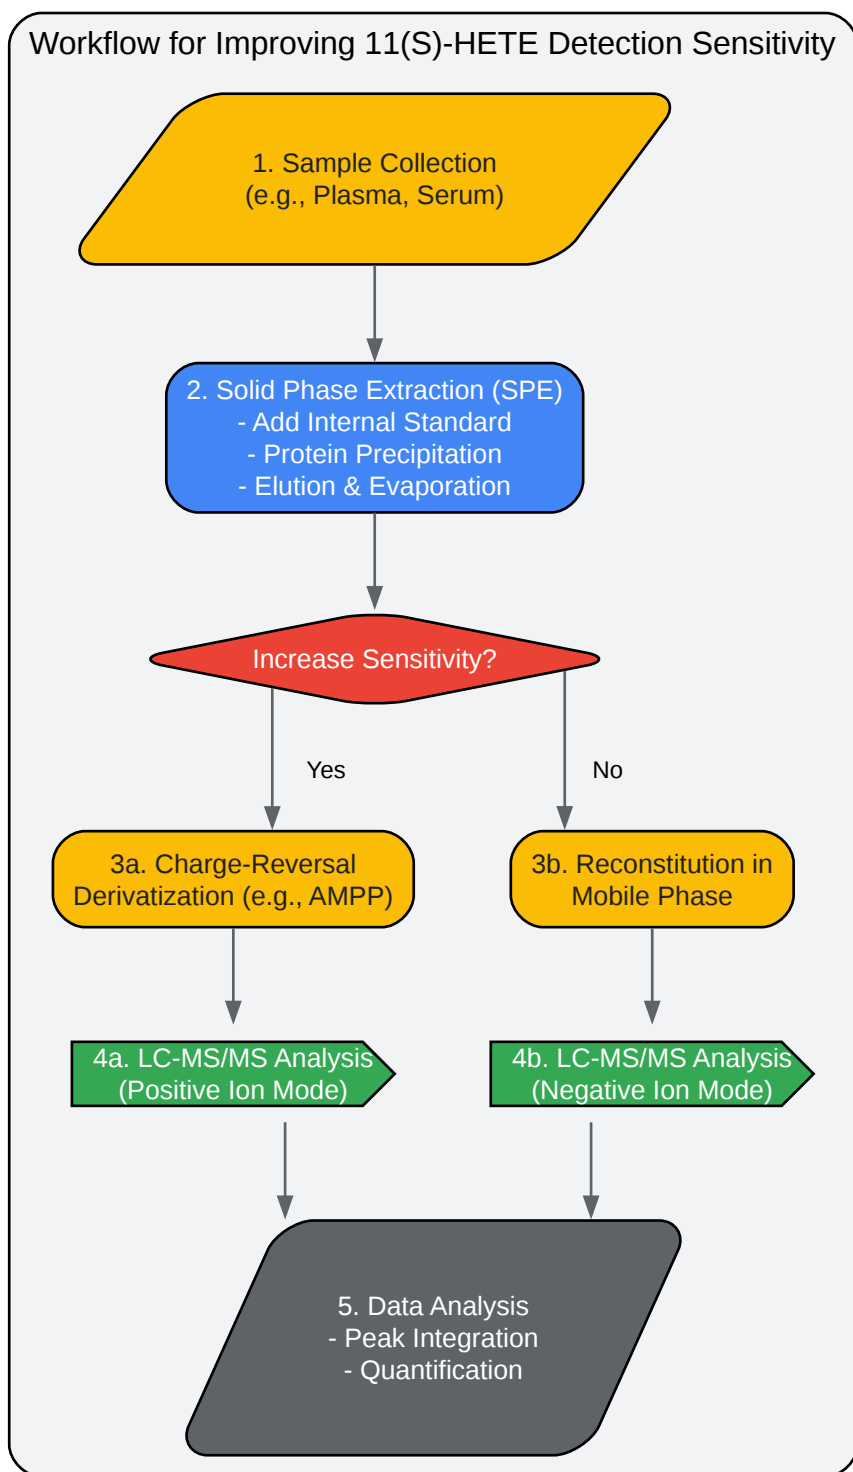 Workflow for Improving 11(S)-HETE Detection Sensitivity
1. Sample Collection
(e.g., Plasma, Serum)
2. Solid Phase Extraction (SPE)
- Add Internal Standard
- Protein Precipitation
- Elution & Evaporation
Increase Sensitivity?
Yes
No
3a. Charge-Reversal
Derivatization (e.g., AMPP)
3b. Reconstitution in
Mobile Phase
4a. LC-MS/MS Analysis
(Positive Ion Mode)
4b. LC-MS/MS Analysis
(Negative Ion Mode)
5. Data Analysis
- Peak Integration
- Quantification